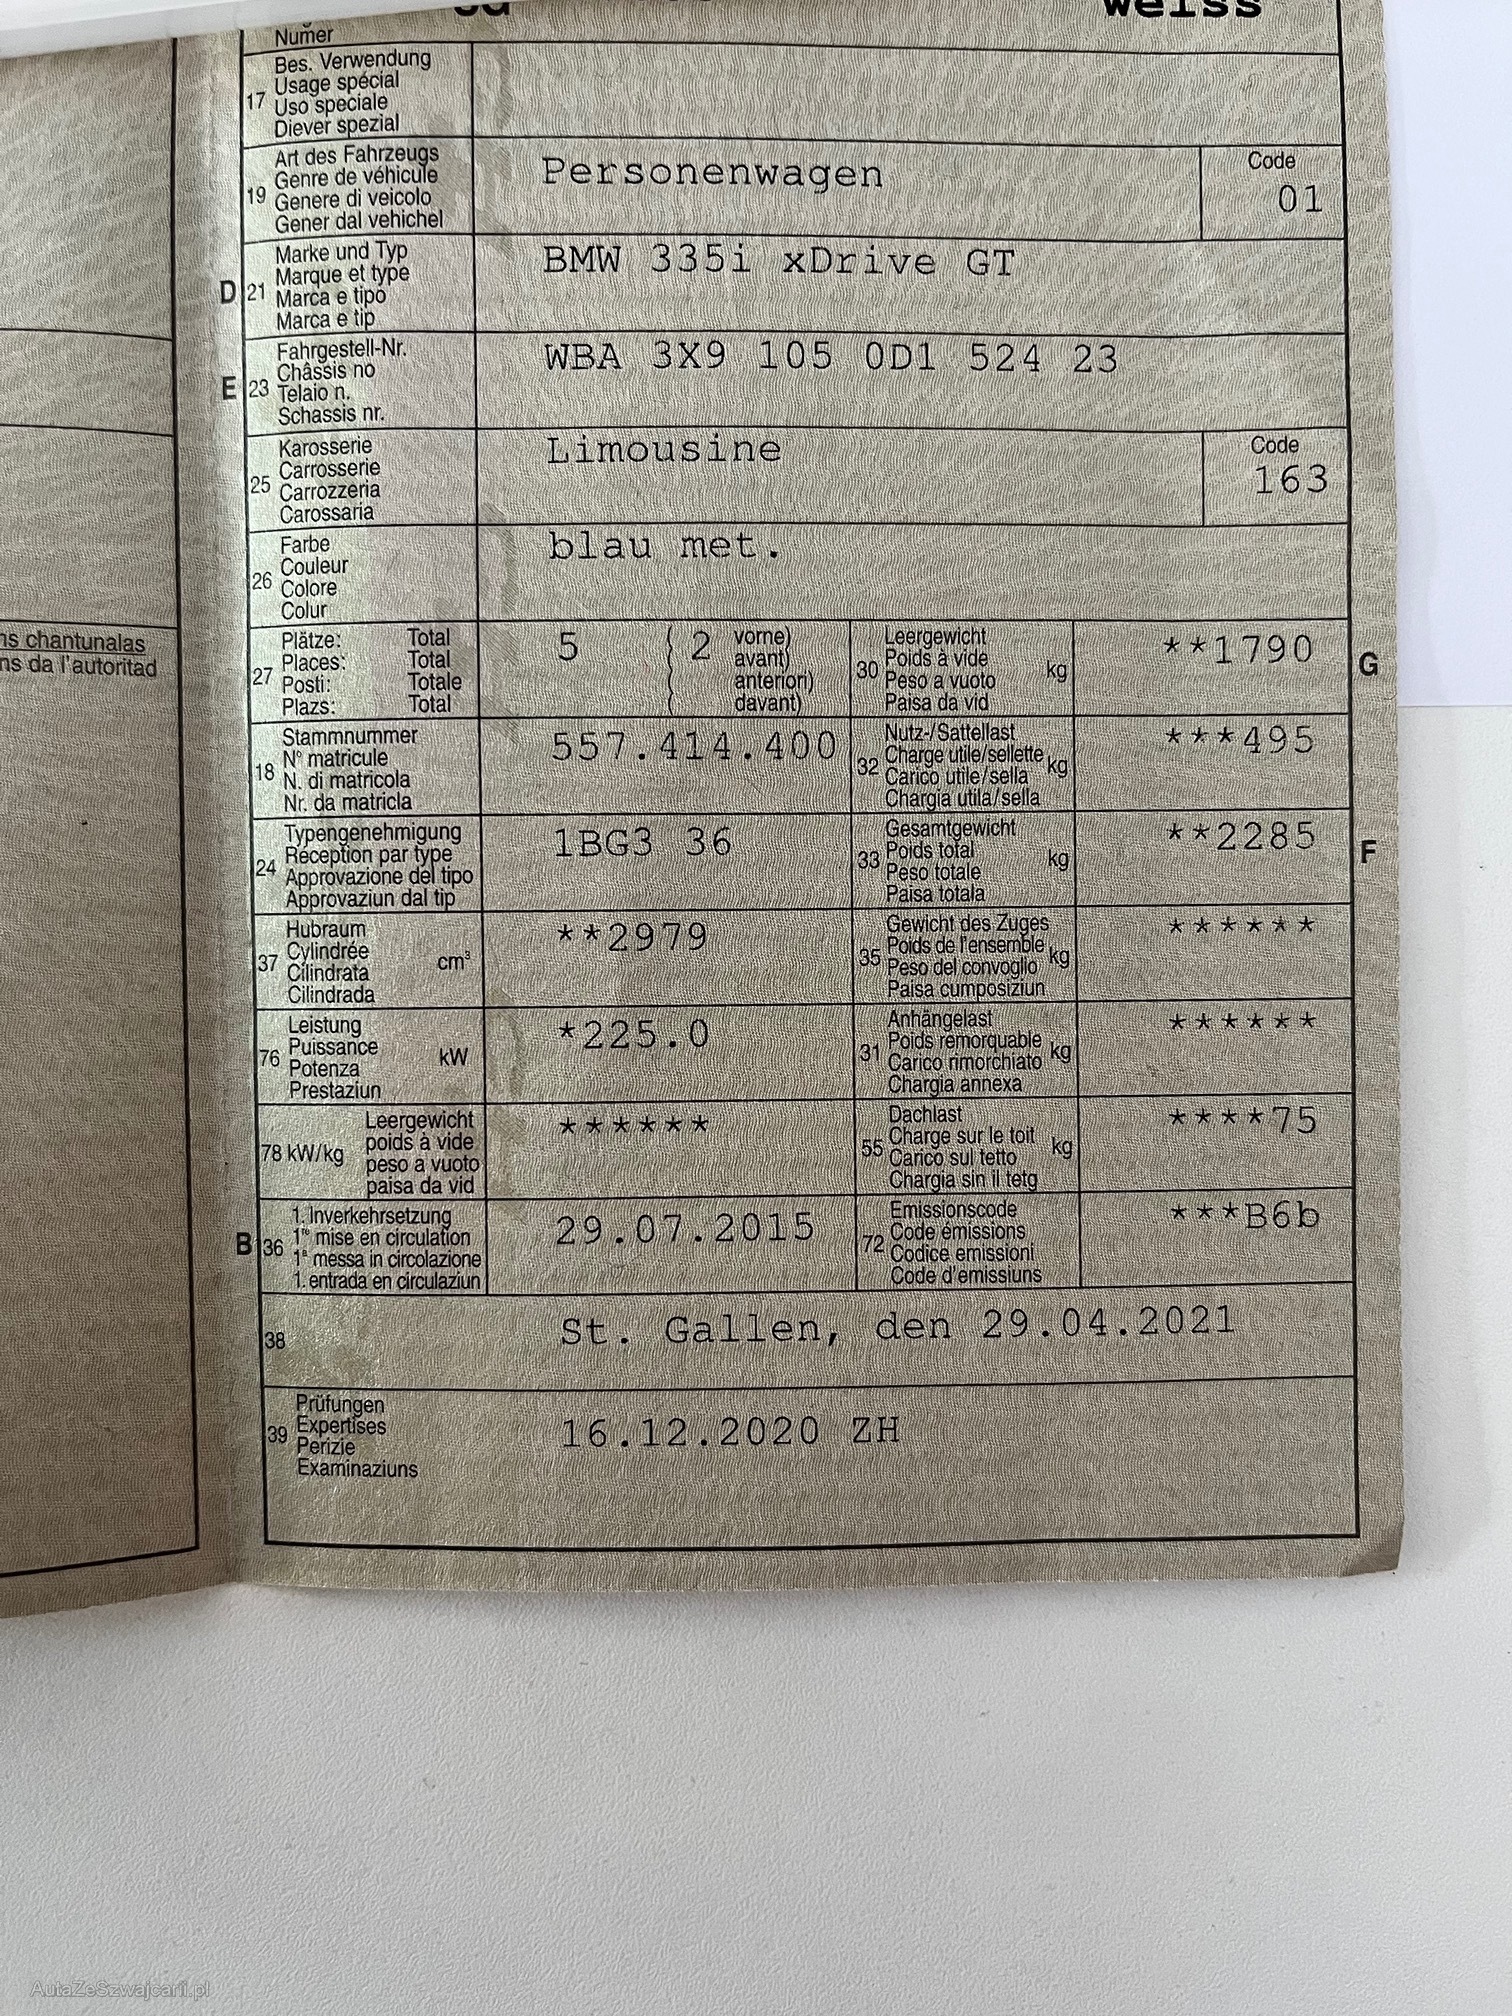 Numer
weiss
17
Bes. Verwendung
Usage spécial
Uso speciale
Diever spezial
19
Art des Fahrzeugs
Genre de véhicule
Genere di veicolo
Gener dal vehichel
Personenwagen
Code
01
D 21
Marke und Typ
Marque et type
Marca e tipo
Marca e tip
BMW 335i xDrive GT
E 23
Fahrgestell-Nr.
Châssis no
Telaio n.
Schassis nr.
WBA 3X9 105 0D1 524 23
25
Karosserie
Carrosserie
Carrozzeria
Carossaria
Limousine
Code
163
26
Farbe
Couleur
Colore
Colur
blau met.
ns chantunalas
ns da l'autoritad
27
Plätze: Total
Places: Total
Posti: Totale
Plazs: Total
5 ( 2 vorne)
avant)
anteriori)
davant)
30
Leergewicht
Poids à vide
Peso a vuoto
Paisa da vid
kg
**1790
G
18
Stammnummer
N° matricule
N. di matricola
Nr. da matricla
557.414.400
32
Nutz-/Sattellast
Charge utile/sellette
Carico utile/sella
Chargia utila/sella
kg
***495
24
Typengenehmigung
Réception par type
Approvazione del tipo
Approvaziun dal tip
1BG3 36
33
Gesamtgewicht
Poids total
Peso totale
Paisa totala
kg
**2285
F
37
Hubraum
Cylindrée
Cilindrata
Cilindrada
cm³
**2979
35
Gewicht des Zuges
Poids de l'ensemble
Peso del convoglio
Paisa cumposiziun
kg
******
76
Leistung
Puissance
Potenza
Prestaziun
kW
*225.0
31
Anhängelast
Poids remorquable
Carico rimorchiato
Chargia annexa
kg
******
78 kW/kg
Leergewicht
poids à vide
peso a vuoto
paisa da vid
******
55
Dachlast
Charge sur le toit
Carico sul tetto
Chargia sin il tetg
kg
****75
B 36
1. Inverkehrsetzung
1re mise en circulation
1a messa in circolazione
1. entrada en circulaziun
29.07.2015
72
Emissionscode
Code émissions
Codice emissioni
Code d'emissiuns
***B6b
38
St. Gallen, den 29.04.2021
39
Prüfungen
Expertises
Perizie
Examinaziuns
16.12.2020 ZH
AutaZeSzwajcarii.pl